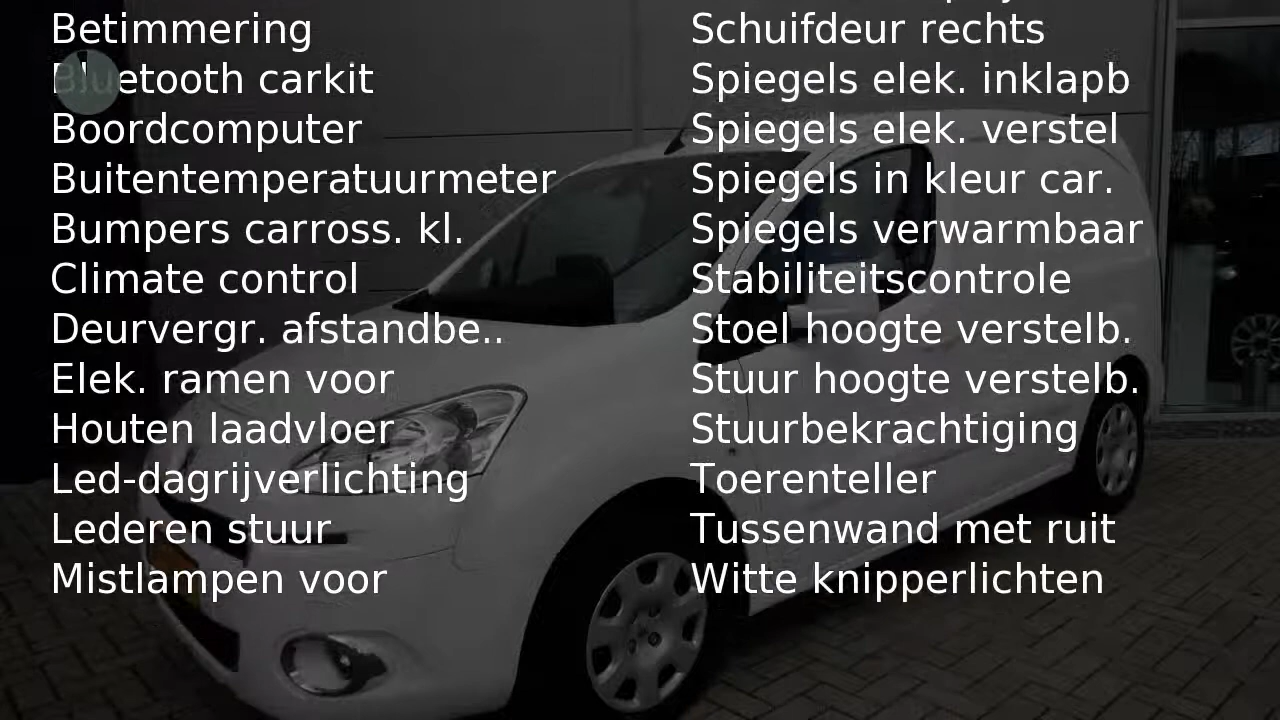 Betimmering
Bluetooth carkit
Boordcomputer
Buitentemperatuurmeter
Bumpers carross. kl.
Climate control
Deurvergr. afstandbe..
Elek. ramen voor
Houten laadvloer
Led-dagrijverlichting
Lederen stuur
Mistlampen voor
Schuifdeur rechts
Spiegels elek. inklapb
Spiegels elek. verstel
Spiegels in kleur car.
Spiegels verwarmbaar
Stabiliteitscontrole
Stoel hoogte verstelb.
Stuur hoogte verstelb.
Stuurbekrachtiging
Toerenteller
Tussenwand met ruit
Witte knipperlichten